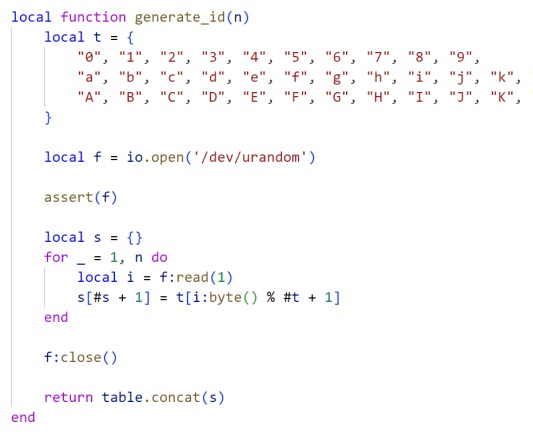 local function generate_id(n)
    local t = {
        "0", "1", "2", "3", "4", "5", "6", "7", "8", "9",
        "a", "b", "c", "d", "e", "f", "g", "h", "i", "j", "k",
        "A", "B", "C", "D", "E", "F", "G", "H", "I", "J", "K",
    }
    local f = io.open('/dev/urandom')
    assert(f)
    local s = {}
    for _ = 1, n do
        local i = f:read(1)
        s[#s + 1] = t[i:byte() % #t + 1]
    end
    f:close()
    return table.concat(s)
end